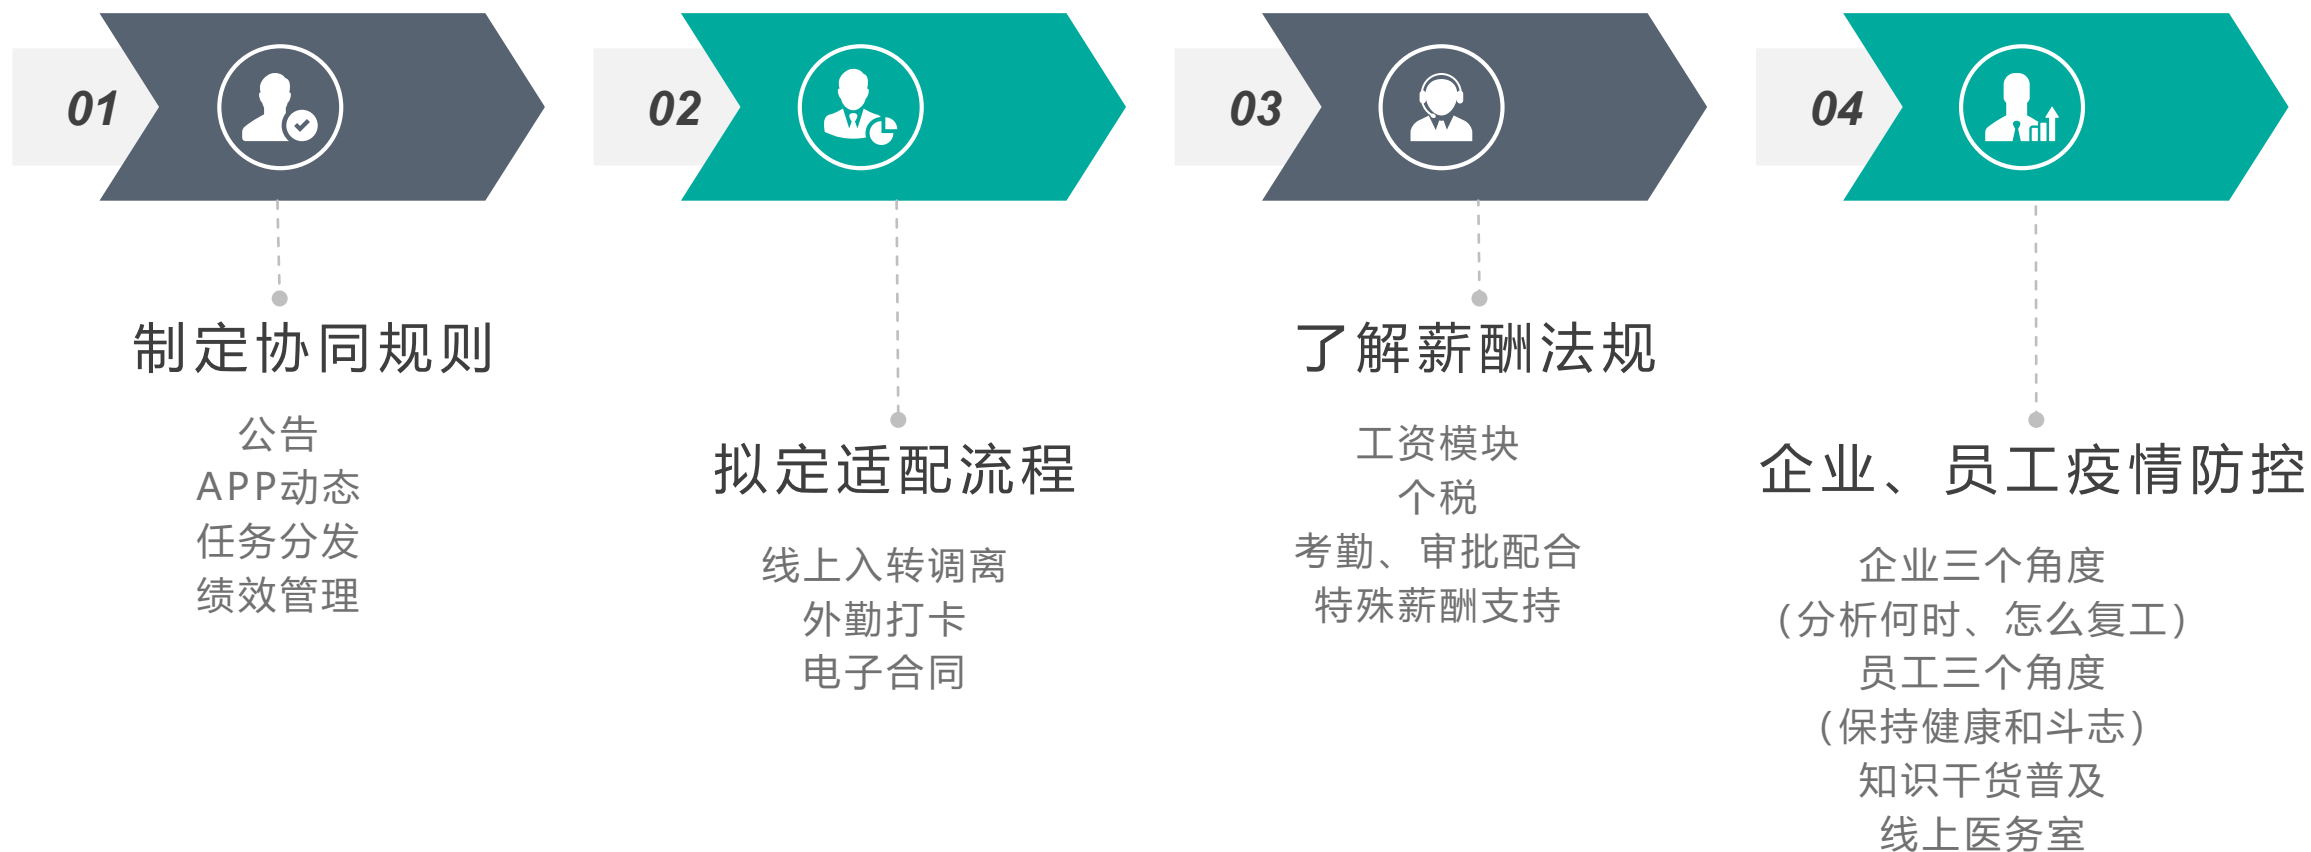 01
制定协同规则
公告
APP动态
任务分发
绩效管理
02
拟定适配流程
线上入转调离
外勤打卡
电子合同
03
了解薪酬法规
工资模块
个税
考勤、审批配合
特殊薪酬支持
04
企业、员工疫情防控
企业三个角度
（分析何时、怎么复工）
员工三个角度
（保持健康和斗志）
知识干货普及
线上医务室